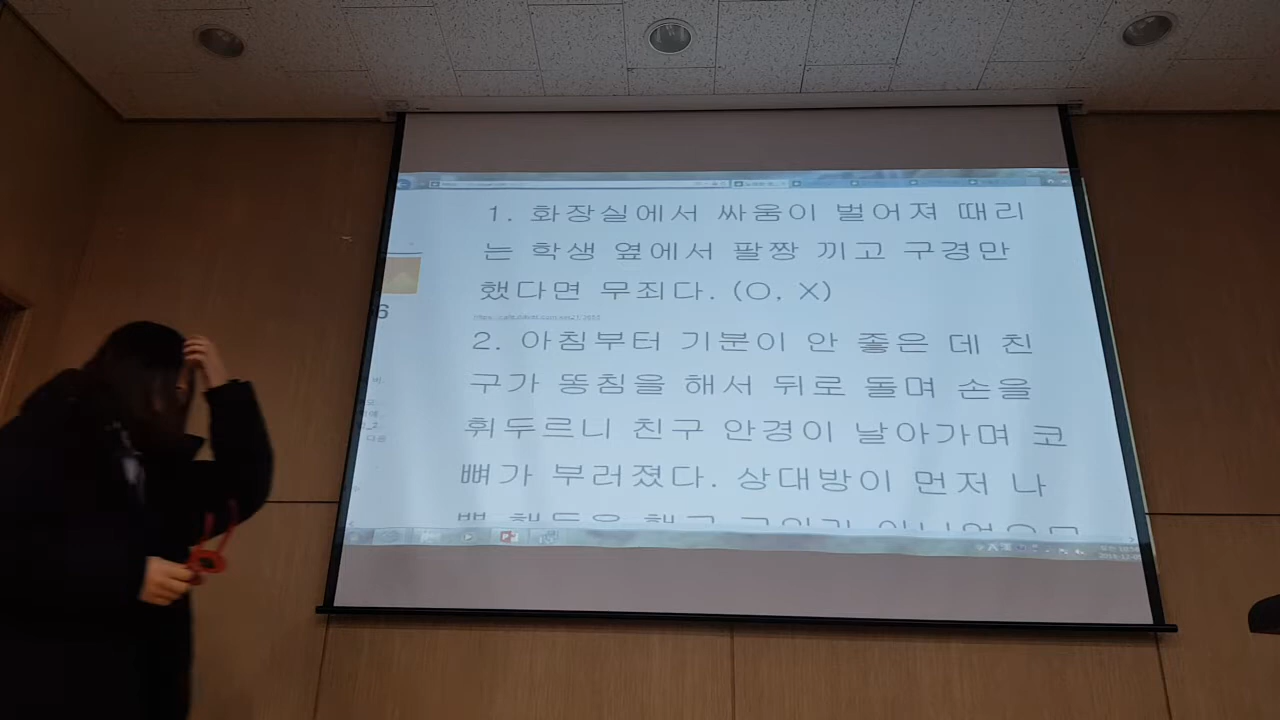 1. 화장실에서 싸움이 벌어져 때리
는 학생 옆에서 팔짱 끼고 구경만
했다면 무죄다. (O, X)
2. 아침부터 기분이 안 좋은 데 친
구가 똥침을 해서 뒤로 돌며 손을
휘두르니 친구 안경이 날아가며 코
뼈가 부러졌다. 상대방이 먼저 나
6